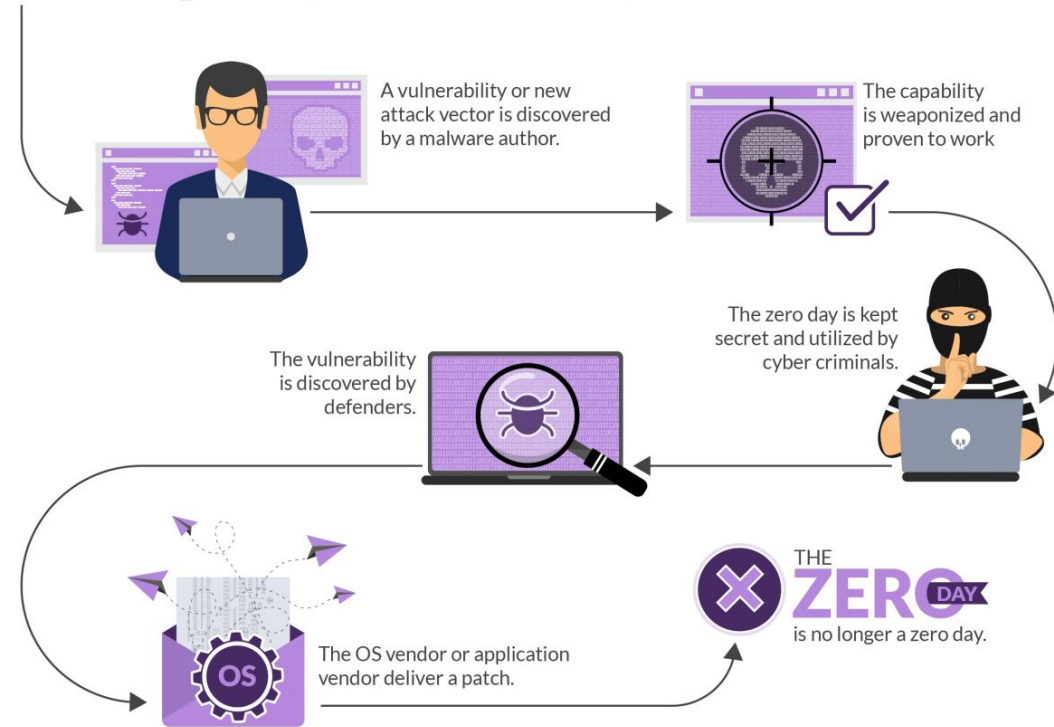 A vulnerability or new
attack vector is discovered
by a malware author.
The capability
is weaponized and
proven to work
The zero day is kept
secret and utilized by
cyber criminals.
The vulnerability
is discovered by
defenders.
OS
The OS vendor or application
vendor deliver a patch.
THE
ZERO DAY
is no longer a zero day.